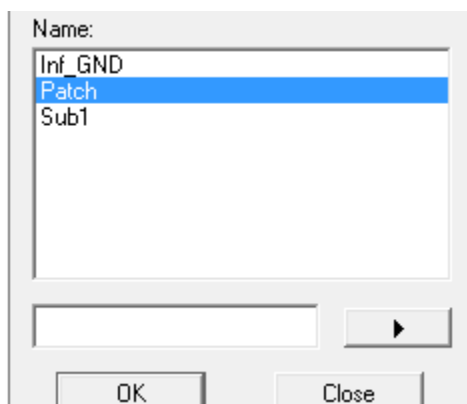 Name:
Inf_GND
Patch
Sub1
OK
Close